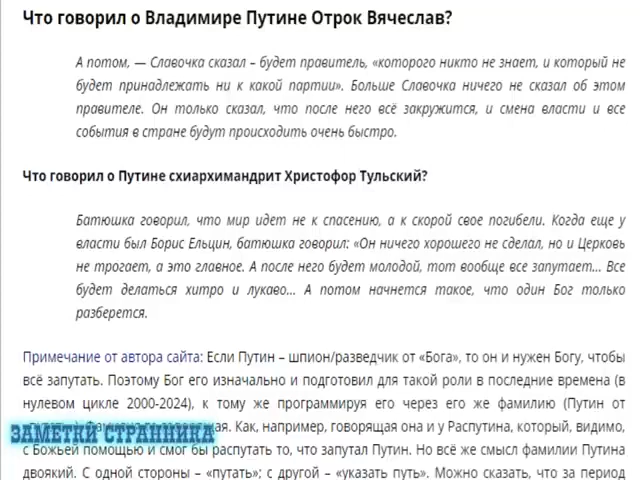 Что говорил о Владимире Путине Отрок Вячеслав?
А потом, — Славочка сказал – будет правитель, «которого никто не знает, и который не
будет принадлежать ни к какой партии». Больше Славочка ничего не сказал об этом
правителе. Он только сказал, что после него всё закружится, и смена власти и все
события в стране будут происходить очень быстро.
Что говорил о Путине схиархимандрит Христофор Тульский?
Батюшка говорил, что мир идет не к спасению, а к скорой свое погибели. Когда еще у
власти был Борис Ельцин, батюшка говорил: «Он ничего хорошего не сделал, но и Церковь
не трогает, а это главное. А после него будет молодой, тот вообще все запутает… Все
будет делаться хитро и лукаво… А потом начнется такое, что один Бог только
разберется.
Примечание от автора сайта: Если Путин – шпион/разведчик от «Бога», то он и нужен Богу, чтобы
всё запутать. Поэтому Бог его изначально и подготовил для такой роли в последние времена (в
нулевом цикле 2000-2024), к тому же программируя его через его же фамилию (Путин от
Как, например, говорящая она и у Распутина, который, видимо,
ЗАМЕТКИ СТРАННИКА
с Божьей помощью и смог бы распутать то, что запутал Путин. Но всё же смысл фамилии Путина
двоякий. С одной стороны – «путать»; с другой – «указать путь». Можно сказать, что за период